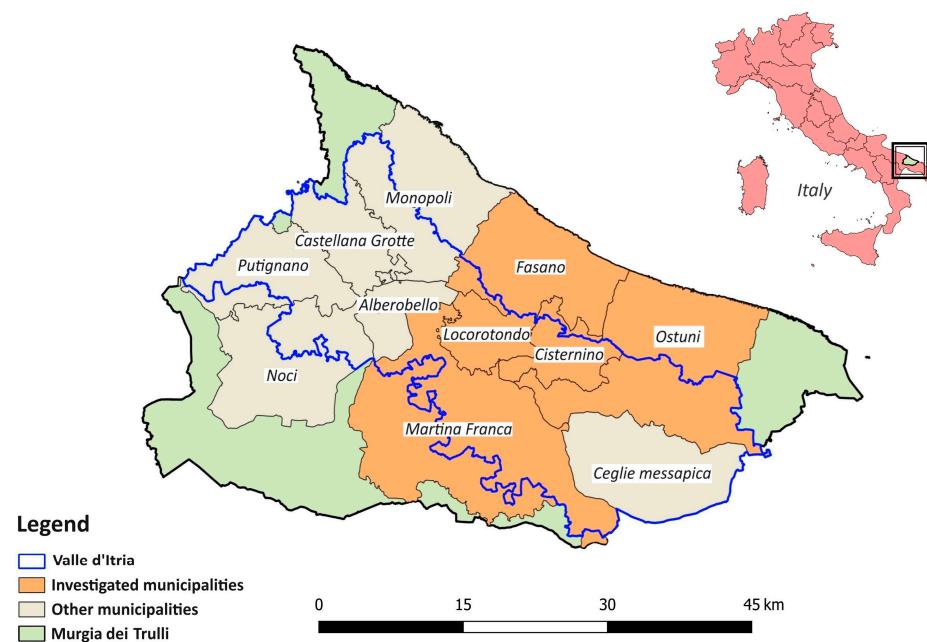 Italy
Monopoli
Castellana Grotte
Putignano
Fasano
Alberobello
Locorotondo
Ostuni
Cisternino
Noci
Martina Franca
Ceglie messapica
Legend
Valle d'Itria
Investigated municipalities
Other municipalities
Murgia dei Trulli
0 15 30 45 km